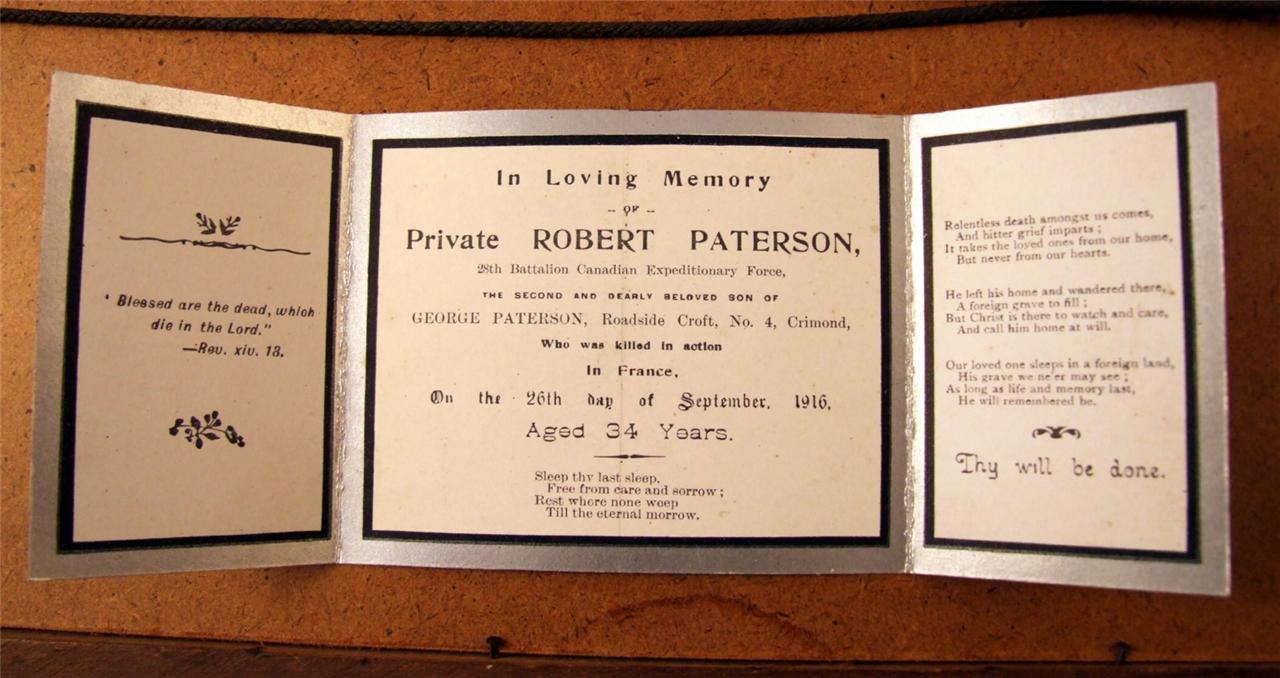 " Blessed are the dead, which
die in the Lord."
—Rev. xiv. 13.
In Loving Memory
-- OF --
Private ROBERT PATERSON,
28th Battalion Canadian Expeditionary Force,
THE SECOND AND DEARLY BELOVED SON OF
GEORGE PATERSON, Roadside Croft, No. 4, Crimond,
Who was killed in action
In France,
On the 26th day of September, 1916,
Aged 34 Years.
Sleep thy last sleep,
Free from care and sorrow ;
Rest where none weep
Till the eternal morrow.
Relentless death amongst us comes,
And bitter grief imparts ;
It takes the loved ones from our home,
But never from our hearts.
He left his home and wandered there,
A foreign grave to fill ;
But Christ is there to watch and care,
And call him home at will.
Our loved one sleeps in a foreign land,
His grave we ne'er may see ;
As long as life and memory last,
He will remembered be.
Thy will be done.